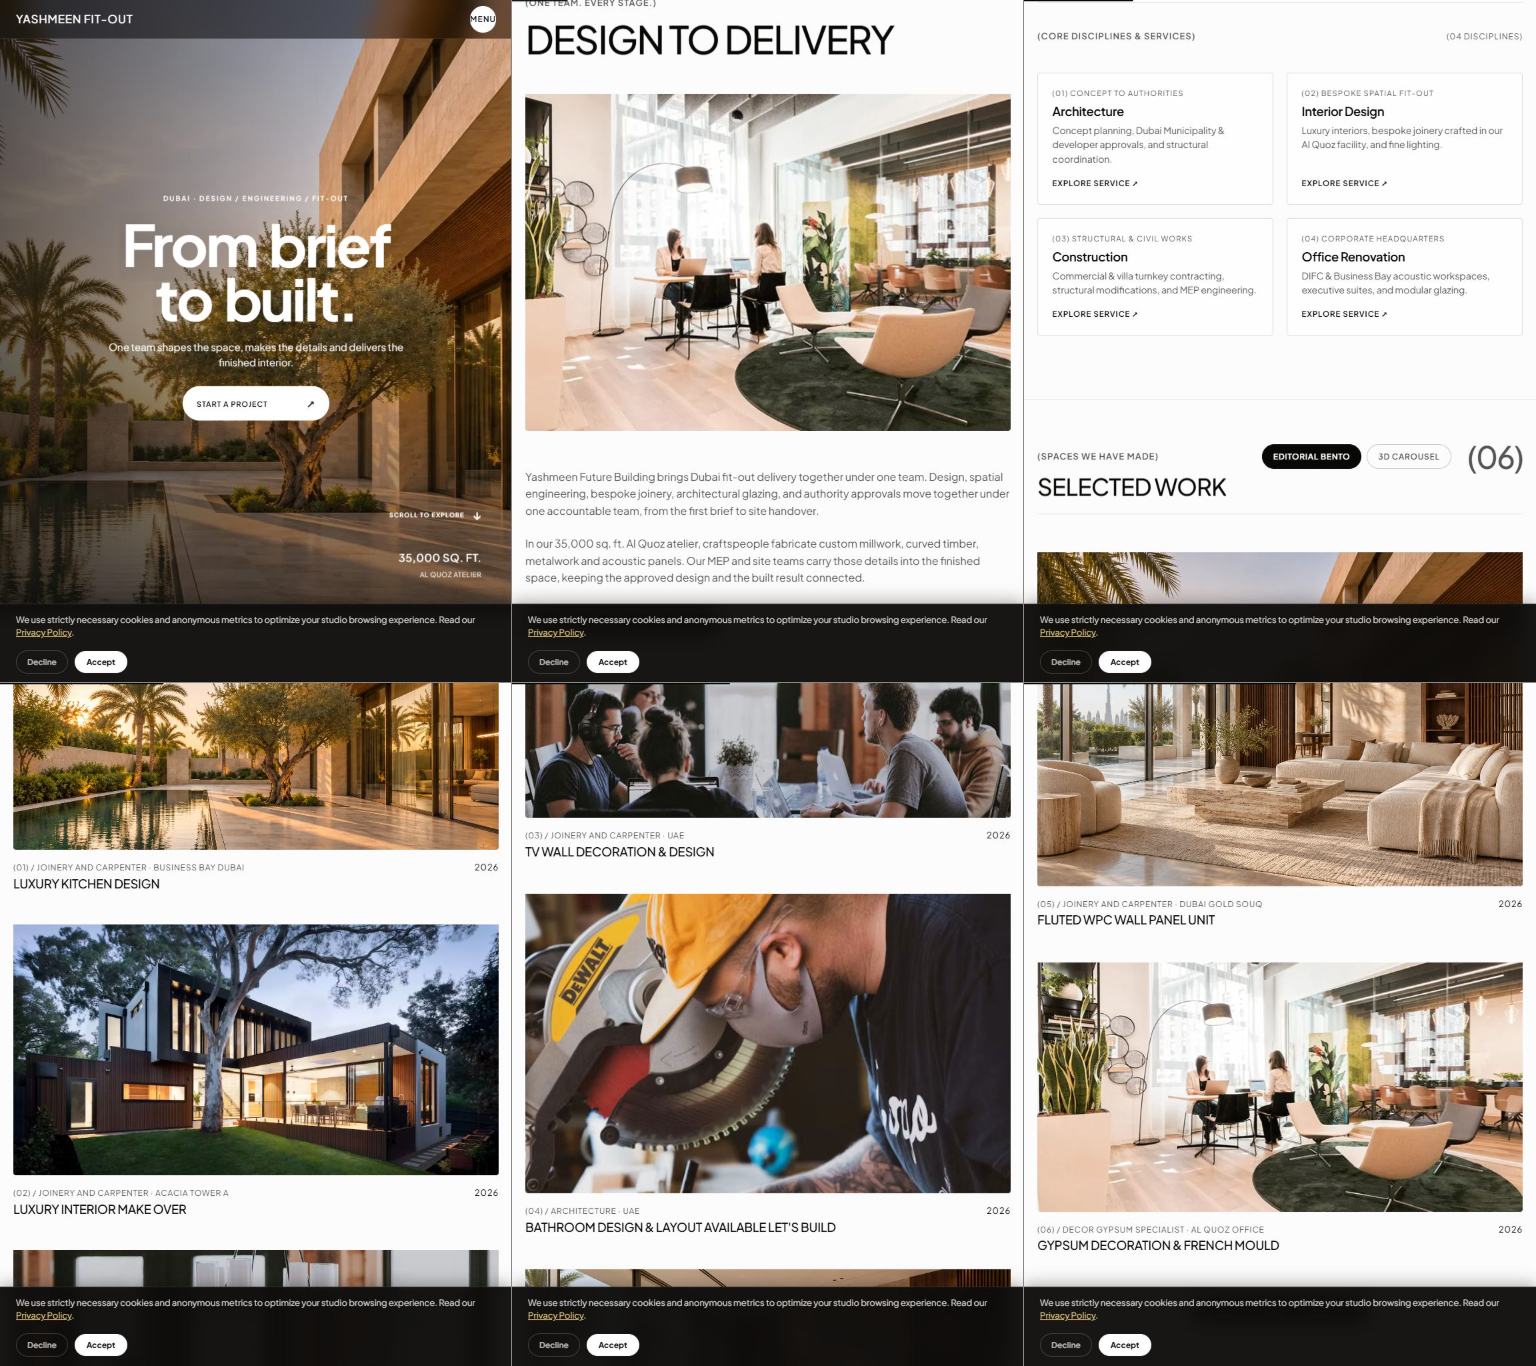 YASHMEEN FIT-OUT
MENU
DUBAI · DESIGN / ENGINEERING / FIT-OUT
From brief
to built.
One team shapes the space, makes the details and delivers the
finished interior.
START A PROJECT ↗
SCROLL TO EXPLORE ↓
35,000 SQ. FT.
AL QUOZ ATELIER
We use strictly necessary cookies and anonymous metrics to optimize your studio browsing experience. Read our
Privacy Policy.
Decline
Accept
(ONE TEAM. EVERY STAGE.)
DESIGN TO DELIVERY
Yashmeen Future Building brings Dubai fit-out delivery together under one team. Design, spatial
engineering, bespoke joinery, architectural glazing, and authority approvals move together under
one accountable team, from the first brief to site handover.
In our 35,000 sq. ft. Al Quoz atelier, craftspeople fabricate custom millwork, curved timber,
metalwork and acoustic panels. Our MEP and site teams carry those details into the finished
space, keeping the approved design and the built result connected.
We use strictly necessary cookies and anonymous metrics to optimize your studio browsing experience. Read our
Privacy Policy.
Decline
Accept
(CORE DISCIPLINES & SERVICES)
(04 DISCIPLINES)
(01) CONCEPT TO AUTHORITIES
Architecture
Concept planning, Dubai Municipality &
developer approvals, and structural
coordination.
EXPLORE SERVICE ↗
(02) BESPOKE SPATIAL FIT-OUT
Interior Design
Luxury interiors, bespoke joinery crafted in our
Al Quoz facility, and fine lighting.
EXPLORE SERVICE ↗
(03) STRUCTURAL & CIVIL WORKS
Construction
Commercial & villa turnkey contracting,
structural modifications, and MEP engineering.
EXPLORE SERVICE ↗
(04) CORPORATE HEADQUARTERS
Office Renovation
DIFC & Business Bay acoustic workspaces,
executive suites, and modular glazing.
EXPLORE SERVICE ↗
(SPACES WE HAVE MADE)
EDITORIAL BENTO
3D CAROUSEL
(06)
SELECTED WORK
We use strictly necessary cookies and anonymous metrics to optimize your studio browsing experience. Read our
Privacy Policy.
Decline
Accept
(01) / JOINERY AND CARPENTER · BUSINESS BAY DUBAI
2026
LUXURY KITCHEN DESIGN
(02) / JOINERY AND CARPENTER · ACACIA TOWER A
2026
LUXURY INTERIOR MAKE OVER
We use strictly necessary cookies and anonymous metrics to optimize your studio browsing experience. Read our
Privacy Policy.
Decline
Accept
(03) / JOINERY AND CARPENTER · UAE
2026
TV WALL DECORATION & DESIGN
DEWALT
(04) / ARCHITECTURE · UAE
2026
BATHROOM DESIGN & LAYOUT AVAILABLE LET'S BUILD
We use strictly necessary cookies and anonymous metrics to optimize your studio browsing experience. Read our
Privacy Policy.
Decline
Accept
(05) / JOINERY AND CARPENTER · DUBAI GOLD SOUQ
2026
FLUTED WPC WALL PANEL UNIT
(06) / DECOR GYPSUM SPECIALIST · AL QUOZ OFFICE
2026
GYPSUM DECORATION & FRENCH MOULD
We use strictly necessary cookies and anonymous metrics to optimize your studio browsing experience. Read our
Privacy Policy.
Decline
Accept